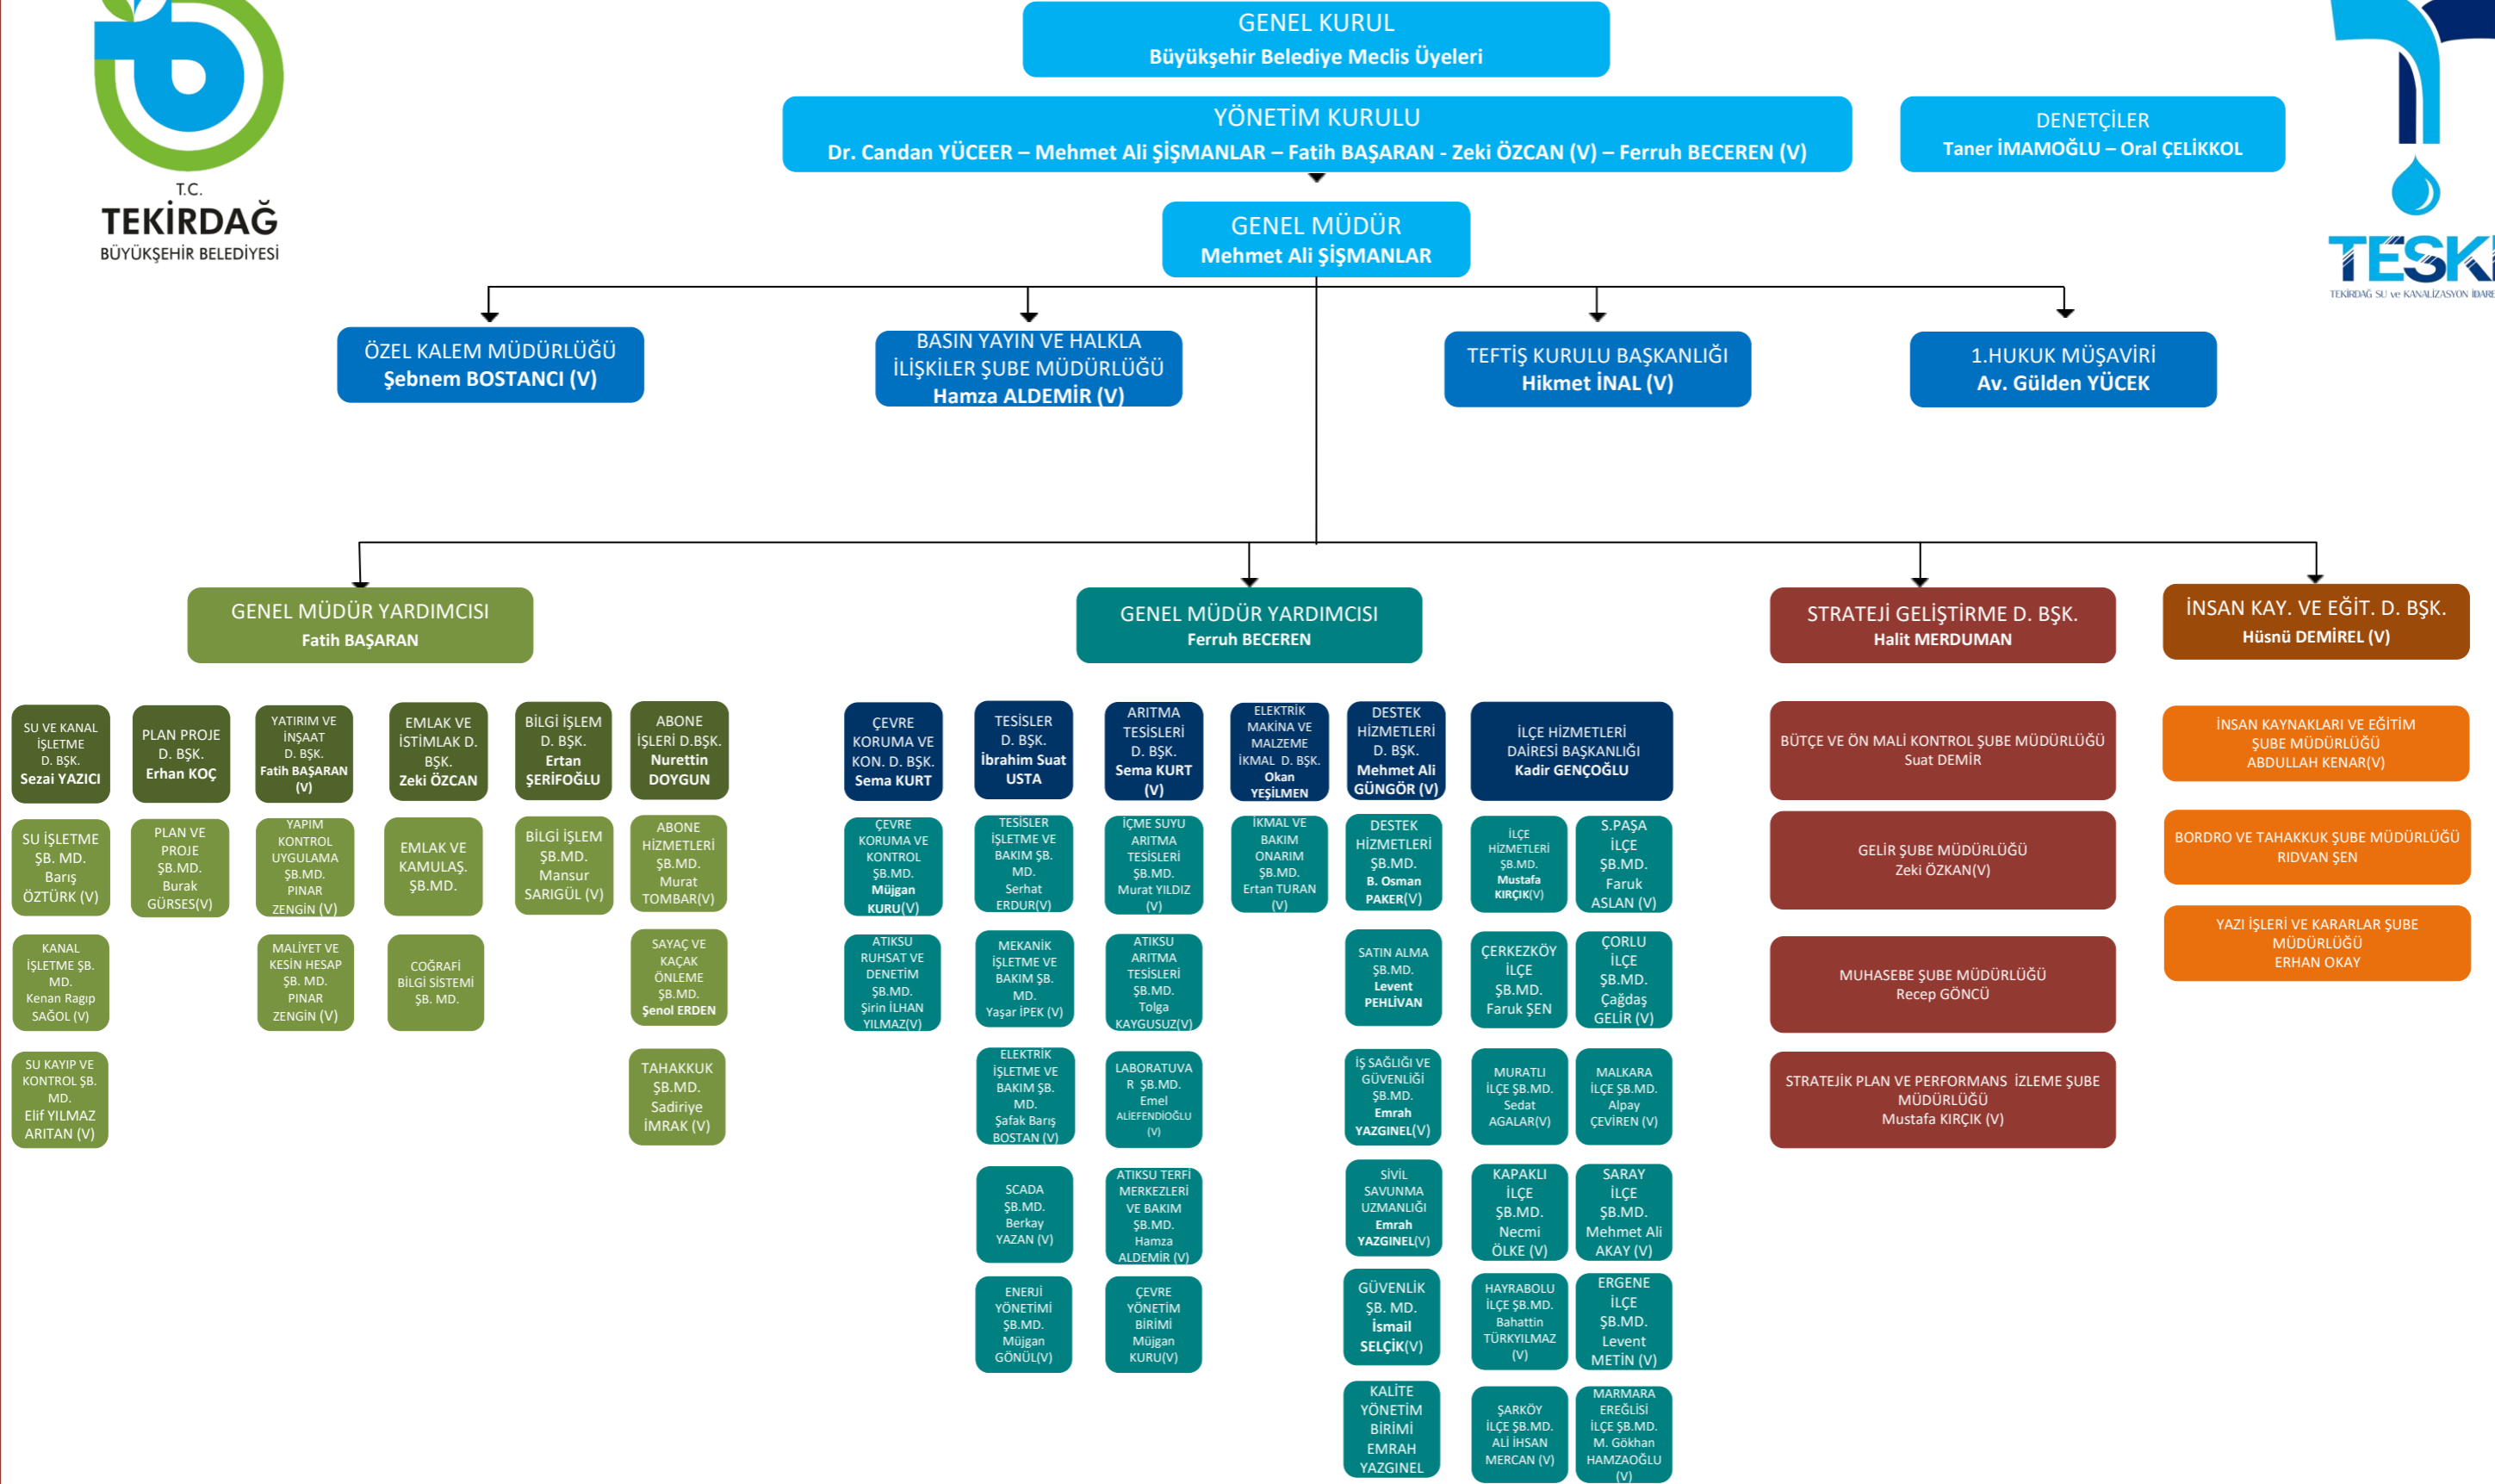 T.C.
TEKİRDAĞ
BÜYÜKŞEHİR BELEDİYESİ
GENEL KURUL
Büyükşehir Belediye Meclis Üyeleri
YÖNETİM KURULU
Dr. Candan YÜCEER – Mehmet Ali ŞİŞMANLAR – Fatih BAŞARAN - Zeki ÖZCAN (V) – Ferruh BECEREN (V)
DENETÇİLER
Taner İMAMOĞLU – Oral ÇELİKKOL
TESKİ
TEKİRDAĞ SU ve KANALİZASYON İDARE
GENEL MÜDÜR
Mehmet Ali ŞİŞMANLAR
ÖZEL KALEM MÜDÜRLÜĞÜ
Şebnem BOSTANCI (V)
BASIN YAYIN VE HALKLA
İLİŞKİLER ŞUBE MÜDÜRLÜĞÜ
Hamza ALDEMİR (V)
TEFTİŞ KURULU BAŞKANLIĞI
Hikmet İNAL (V)
1.HUKUK MÜŞAVİRİ
Av. Gülden YÜCEK
GENEL MÜDÜR YARDIMCISI
Fatih BAŞARAN
GENEL MÜDÜR YARDIMCISI
Ferruh BECEREN
STRATEJİ GELİŞTİRME D. BŞK.
Halit MERDUMAN
İNSAN KAY. VE EĞİT. D. BŞK.
Hüsnü DEMİREL (V)
SU VE KANAL
İŞLETME
D. BŞK.
Sezai YAZICI
PLAN PROJE
D. BŞK.
Erhan KOÇ
YATIRIM VE
İNŞAAT
D. BŞK.
Fatih BAŞARAN
(V)
EMLAK VE
İSTİMLAK D.
BŞK.
Zeki ÖZCAN
BİLGİ İŞLEM
D. BŞK.
Ertan
ŞERİFOĞLU
ABONE
İŞLERİ D.BŞK.
Nurettin
DOYGUN
ÇEVRE
KORUMA VE
KON. D. BŞK.
Sema KURT
TESİSLER
D. BŞK.
İbrahim Suat
USTA
ARITMA
TESİSLERİ
D. BŞK.
Sema KURT
(V)
ELEKTRİK
MAKİNA VE
MALZEME
İKMAL D. BŞK.
Okan
YEŞİLMEN
DESTEK
HİZMETLERİ
D. BŞK.
Mehmet Ali
GÜNGÖR (V)
İLÇE HİZMETLERİ
DAİRESİ BAŞKANLIĞI
Kadir GENÇOĞLU
BÜTÇE VE ÖN MALİ KONTROL ŞUBE MÜDÜRLÜĞÜ
Suat DEMİR
İNSAN KAYNAKLARI VE EĞİTİM
ŞUBE MÜDÜRLÜĞÜ
ABDULLAH KENAR(V)
SU İŞLETME
ŞB. MD.
Barış
ÖZTÜRK (V)
PLAN VE
PROJE
ŞB.MD.
Burak
GÜRSES(V)
YAPIM
KONTROL
UYGULAMA
ŞB.MD.
PINAR
ZENGİN (V)
EMLAK VE
KAMULAŞ.
ŞB.MD.
BİLGİ İŞLEM
ŞB.MD.
Mansur
SARIGÜL (V)
ABONE
HİZMETLERİ
ŞB.MD.
Murat
TOMBAR(V)
ÇEVRE
KORUMA VE
KONTROL
ŞB.MD.
Müjgan
KURU(V)
TESİSLER
İŞLETME VE
BAKIM ŞB.
MD.
Serhat
ERDUR(V)
İÇME SUYU
ARITMA
TESİSLERİ
ŞB.MD.
Murat YILDIZ
(V)
İKMAL VE
BAKIM
ONARIM
ŞB.MD.
Ertan TURAN
(V)
DESTEK
HİZMETLERİ
ŞB.MD.
B. Osman
PAKER(V)
İLÇE
HİZMETLERİ
ŞB.MD.
Mustafa
KIRÇIK(V)
S.PAŞA
İLÇE
ŞB.MD.
Faruk
ASLAN (V)
GELİR ŞUBE MÜDÜRLÜĞÜ
Zeki ÖZKAN(V)
BORDRO VE TAHAKKUK ŞUBE MÜDÜRLÜĞÜ
RIDVAN ŞEN
KANAL
İŞLETME ŞB.
MD.
Kenan Ragıp
SAĞOL (V)
MALİYET VE
KESİN HESAP
ŞB. MD.
PINAR
ZENGİN (V)
COĞRAFİ
BİLGİ SİSTEMİ
ŞB. MD.
SAYAÇ VE
KAÇAK
ÖNLEME
ŞB.MD.
Şenol ERDEN
ATIKSU
RUHSAT VE
DENETİM
ŞB.MD.
Şirin İLHAN
YILMAZ(V)
MEKANİK
İŞLETME VE
BAKIM ŞB.
MD.
Yaşar İPEK (V)
ATIKSU
ARITMA
TESİSLERİ
ŞB.MD.
Tolga
KAYGUSUZ(V)
SATIN ALMA
ŞB.MD.
Levent
PEHLİVAN
ÇERKEZKÖY
İLÇE
ŞB.MD.
Faruk ŞEN
ÇORLU
İLÇE
ŞB.MD.
Çağdaş
GELİR (V)
MUHASEBE ŞUBE MÜDÜRLÜĞÜ
Recep GÖNCÜ
YAZI İŞLERİ VE KARARLAR ŞUBE
MÜDÜRLÜĞÜ
ERHAN OKAY
SU KAYIP VE
KONTROL ŞB.
MD.
Elif YILMAZ
ARITAN (V)
TAHAKKUK
ŞB.MD.
Sadiriye
İMRAK (V)
ELEKTRİK
İŞLETME VE
BAKIM ŞB.
MD.
Şafak Barış
BOSTAN (V)
LABORATUVA
R ŞB.MD.
Emel
ALİEFENDİOĞLU
(V)
İŞ SAĞLIĞI VE
GÜVENLİĞİ
ŞB.MD.
Emrah
YAZGINEL(V)
MURATLI
İLÇE ŞB.MD.
Sedat
AGALAR(V)
MALKARA
İLÇE ŞB.MD.
Alpay
ÇEVİREN (V)
STRATEJİK PLAN VE PERFORMANS İZLEME ŞUBE
MÜDÜRLÜĞÜ
Mustafa KIRÇIK (V)
SCADA
ŞB.MD.
Berkay
YAZAN (V)
ATIKSU TERFİ
MERKEZLERİ
VE BAKIM
ŞB.MD.
Hamza
ALDEMİR (V)
SİVİL
SAVUNMA
UZMANLIĞI
Emrah
YAZGINEL(V)
KAPAKLI
İLÇE
ŞB.MD.
Necmi
ÖLKE (V)
SARAY
İLÇE
ŞB.MD.
Mehmet Ali
AKAY (V)
ENERJİ
YÖNETİMİ
ŞB.MD.
Müjgan
GÖNÜL(V)
ÇEVRE
YÖNETİM
BİRİMİ
Müjgan
KURU(V)
GÜVENLİK
ŞB. MD.
İsmail
SELÇİK(V)
HAYRABOLU
İLÇE ŞB.MD.
Bahattin
TÜRKYILMAZ
(V)
ERGENE
İLÇE
ŞB.MD.
Levent
METİN (V)
KALİTE
YÖNETİM
BİRİMİ
EMRAH
YAZGINEL
ŞARKÖY
İLÇE ŞB.MD.
ALİ İHSAN
MERCAN (V)
MARMARA
EREĞLİSİ
İLÇE ŞB.MD.
M. Gökhan
HAMZAOĞLU
(V)